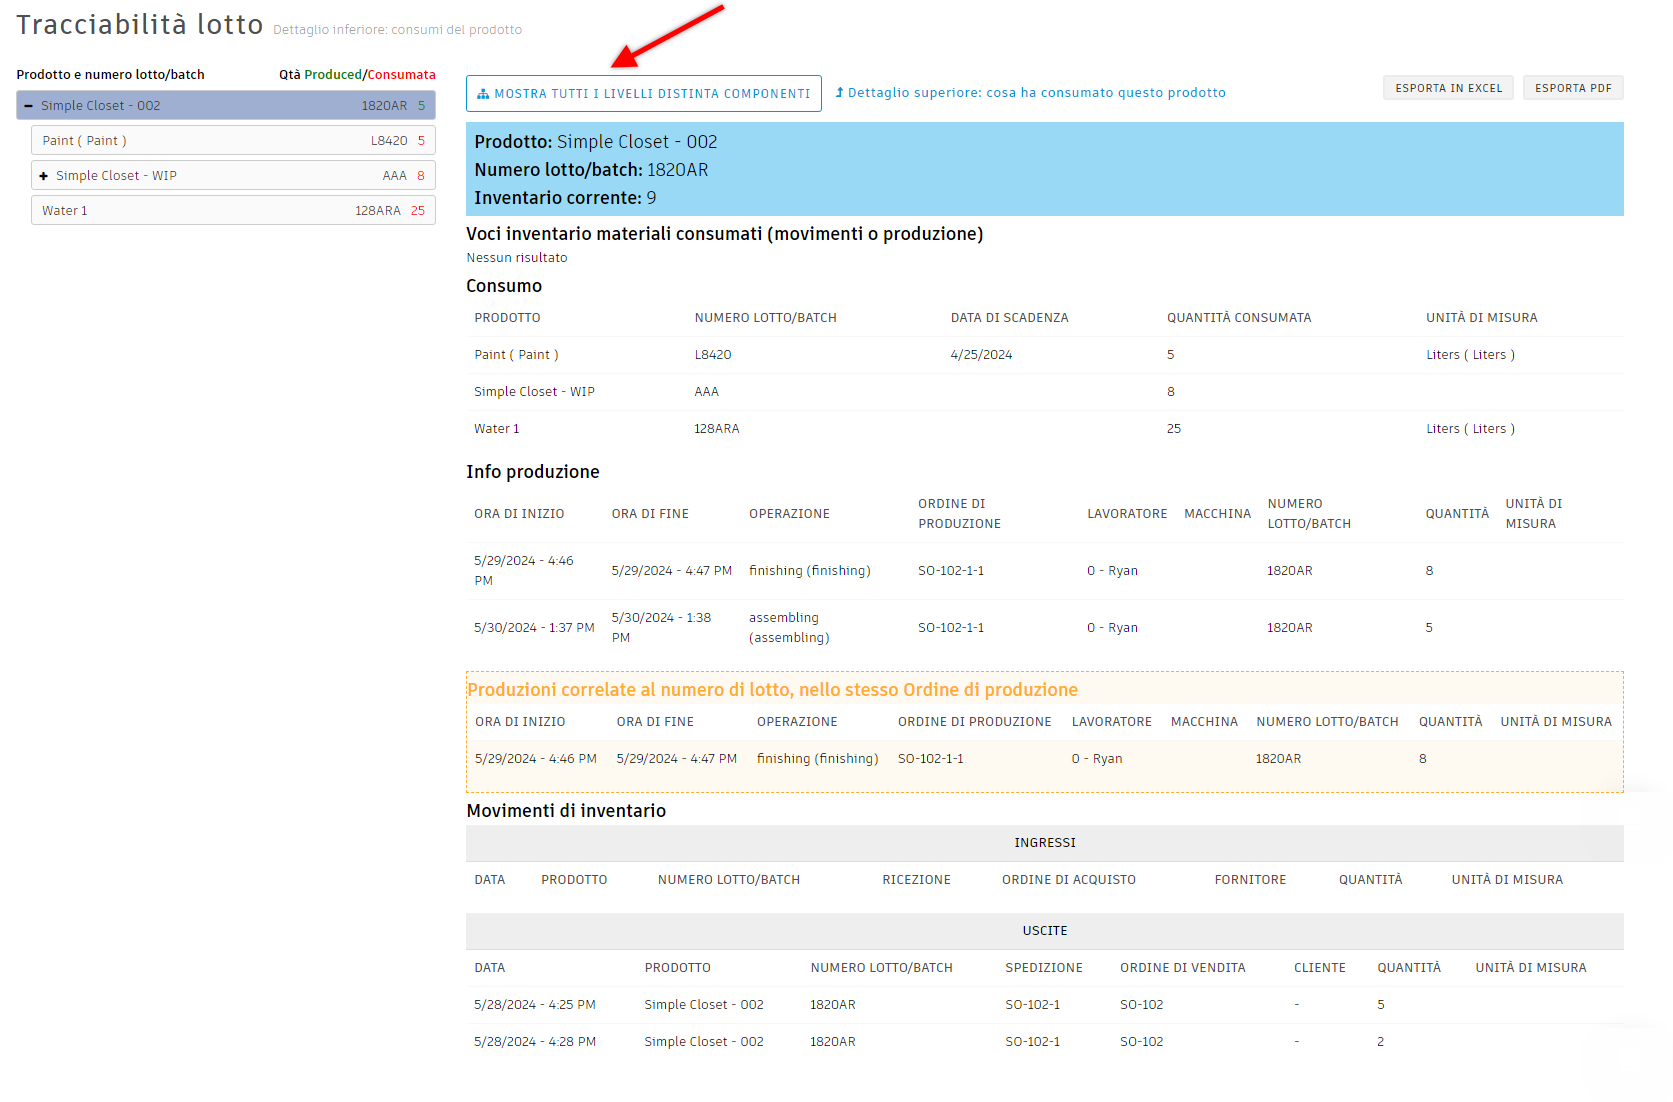 Tracciabilità lotto Dettaglio inferiore: consumi del prodotto
Prodotto e numero lotto/batch Qtà Produced/Consumata
Simple Closet - 002 1820AR 5
Paint ( Paint ) L8420 5
Simple Closet - WIP AAA 8
Water 1 128ARA 25
MOSTRA TUTTI I LIVELLI DISTINTA COMPONENTI Dettaglio superiore: cosa ha consumato questo prodotto ESPORTA IN EXCEL ESPORTA PDF
Prodotto: Simple Closet - 002
Numero lotto/batch: 1820AR
Inventario corrente: 9
Voci inventario materiali consumati (movimenti o produzione)
Nessun risultato
Consumo
PRODOTTO NUMERO LOTTO/BATCH DATA DI SCADENZA QUANTITÀ CONSUMATA UNITÀ DI MISURA
Paint ( Paint ) L8420 4/25/2024 5 Liters ( Liters )
Simple Closet - WIP AAA 8
Water 1 128ARA 25 Liters ( Liters )
Info produzione
ORA DI INIZIO ORA DI FINE OPERAZIONE ORDINE DI PRODUZIONE LAVORATORE MACCHINA NUMERO LOTTO/BATCH QUANTITÀ UNITÀ DI MISURA
5/29/2024 - 4:46 PM 5/29/2024 - 4:47 PM finishing (finishing) SO-102-1-1 0 - Ryan 1820AR 8
5/30/2024 - 1:37 PM 5/30/2024 - 1:38 PM assembling (assembling) SO-102-1-1 0 - Ryan 1820AR 5
Produzioni correlate al numero di lotto, nello stesso Ordine di produzione
ORA DI INIZIO ORA DI FINE OPERAZIONE ORDINE DI PRODUZIONE LAVORATORE MACCHINA NUMERO LOTTO/BATCH QUANTITÀ UNITÀ DI MISURA
5/29/2024 - 4:46 PM 5/29/2024 - 4:47 PM finishing (finishing) SO-102-1-1 0 - Ryan 1820AR 8
Movimenti di inventario
INGRESSI
DATA PRODOTTO NUMERO LOTTO/BATCH RICEZIONE ORDINE DI ACQUISTO FORNITORE QUANTITÀ UNITÀ DI MISURA
USCITE
DATA PRODOTTO NUMERO LOTTO/BATCH SPEDIZIONE ORDINE DI VENDITA CLIENTE QUANTITÀ UNITÀ DI MISURA
5/28/2024 - 4:25 PM Simple Closet - 002 1820AR SO-102-1 SO-102 - 5
5/28/2024 - 4:28 PM Simple Closet - 002 1820AR SO-102-1 SO-102 - 2